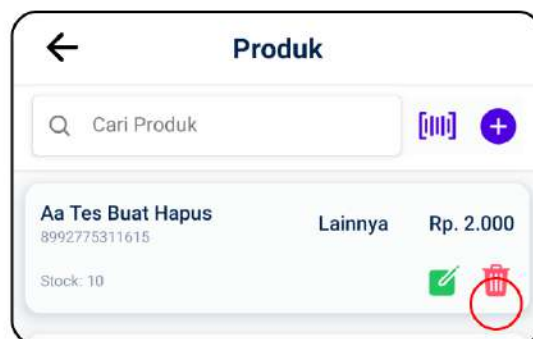 Produk
Cari Produk
Aa Tes Buat Hapus Lainnya Rp. 2.000
8992775311615
Stock: 10